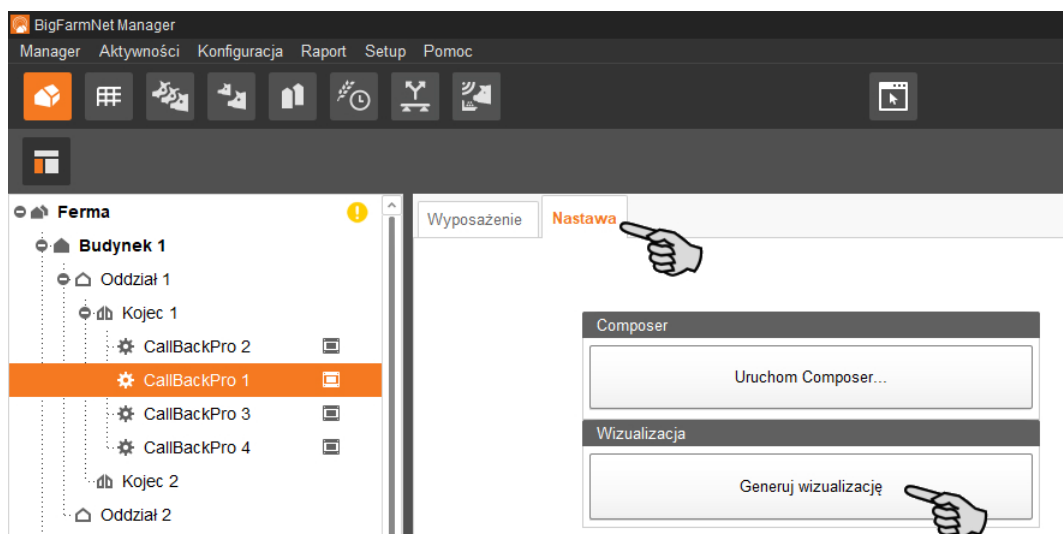 BigFarmNet Manager
Manager Aktywności Konfiguracja Raport Setup Pomoc
Ferma
Budynek 1
Oddział 1
Kojec 1
CallBackPro 2
CallBackPro 1
CallBackPro 3
CallBackPro 4
Kojec 2
Oddział 2
Wyposażenie Nastawa
Composer
Uruchom Composer...
Wizualizacja
Generuj wizualizację